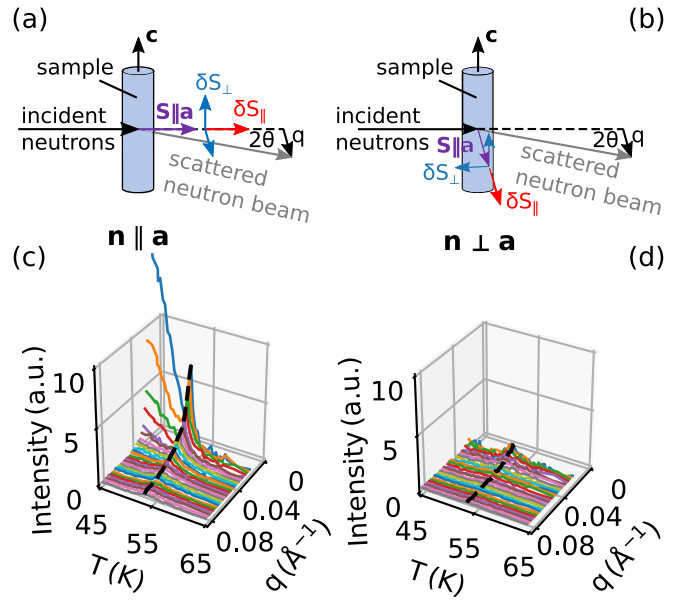 (a)
c
sample
incident
neutrons
S∥a
δS⊥
δS∥
2θ
q
scattered
neutron beam
n ∥ a
(b)
c
sample
incident
neutrons
S∥a
δS⊥
δS∥
2θ
q
scattered
neutron beam
n ⊥ a
(c)
Intensity (a.u.)
10
5
0
45
55
65
T (K)
0
0.04
0.08
q (Å⁻¹)
(d)
Intensity (a.u.)
10
5
0
45
55
65
T (K)
0
0.04
0.08
q (Å⁻¹)